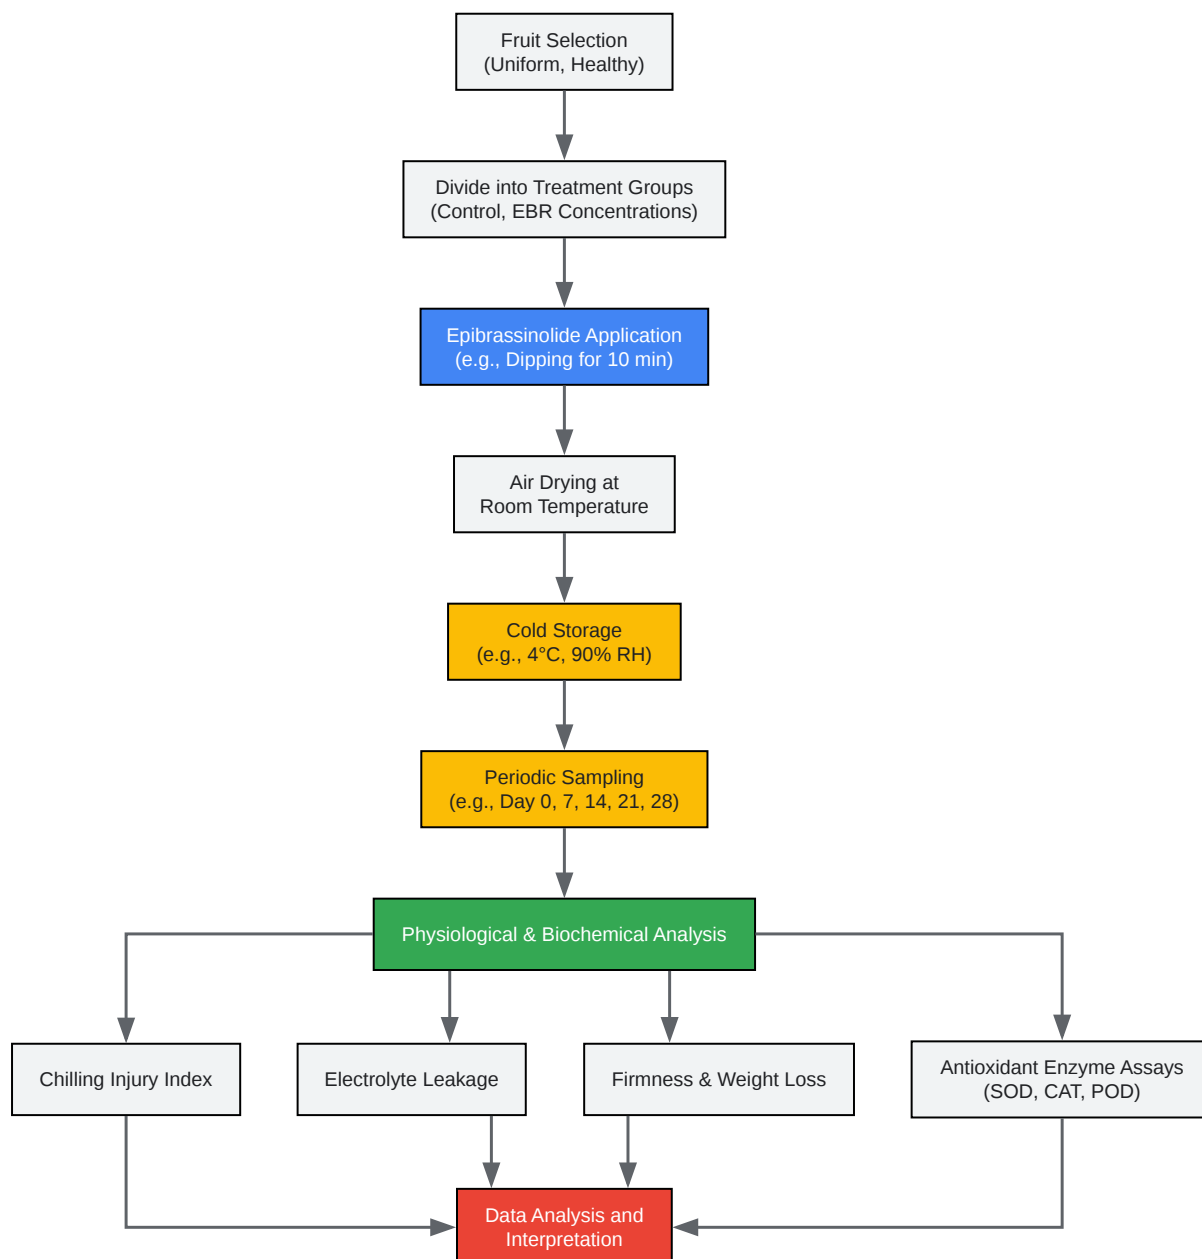 Fruit Selection
(Uniform, Healthy)
Divide into Treatment Groups
(Control, EBR Concentrations)
Epibrassinolide Application
(e.g., Dipping for 10 min)
Air Drying at
Room Temperature
Cold Storage
(e.g., 4°C, 90% RH)
Periodic Sampling
(e.g., Day 0, 7, 14, 21, 28)
Physiological & Biochemical Analysis
Chilling Injury Index
Electrolyte Leakage
Firmness & Weight Loss
Antioxidant Enzyme Assays
(SOD, CAT, POD)
Data Analysis and
Interpretation